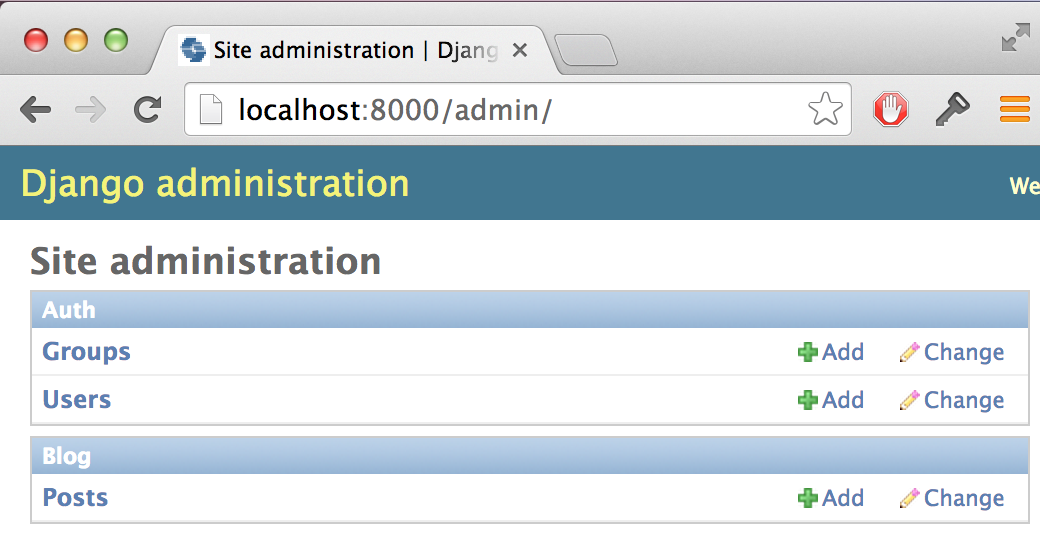 Site administration | Djang
localhost:8000/admin/
Django administration
We
Site administration
Auth
Groups Add Change
Users Add Change
Blog
Posts Add Change